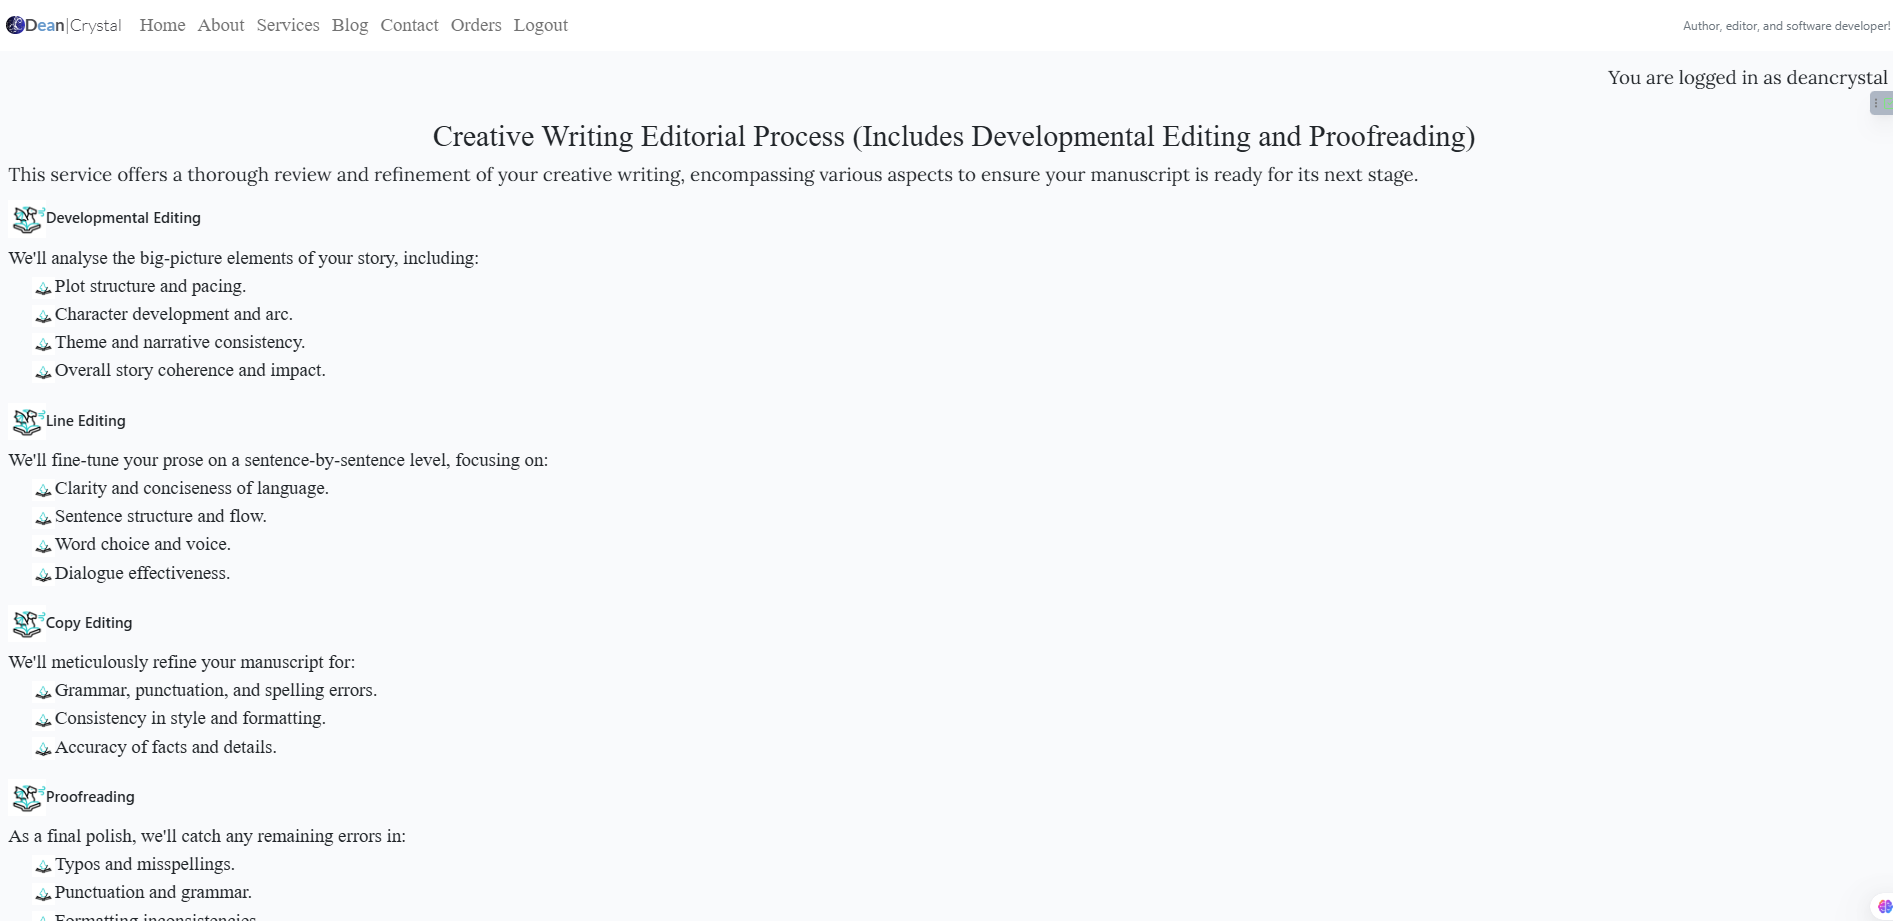 Dean|Crystal Home About Services Blog Contact Orders Logout Author, editor, and software developer!
You are logged in as deancrystal
Creative Writing Editorial Process (Includes Developmental Editing and Proofreading)
This service offers a thorough review and refinement of your creative writing, encompassing various aspects to ensure your manuscript is ready for its next stage.
Developmental Editing
We'll analyse the big-picture elements of your story, including:
Plot structure and pacing.
Character development and arc.
Theme and narrative consistency.
Overall story coherence and impact.
Line Editing
We'll fine-tune your prose on a sentence-by-sentence level, focusing on:
Clarity and conciseness of language.
Sentence structure and flow.
Word choice and voice.
Dialogue effectiveness.
Copy Editing
We'll meticulously refine your manuscript for:
Grammar, punctuation, and spelling errors.
Consistency in style and formatting.
Accuracy of facts and details.
Proofreading
As a final polish, we'll catch any remaining errors in:
Typos and misspellings.
Punctuation and grammar.
Formatting inconsistencies.